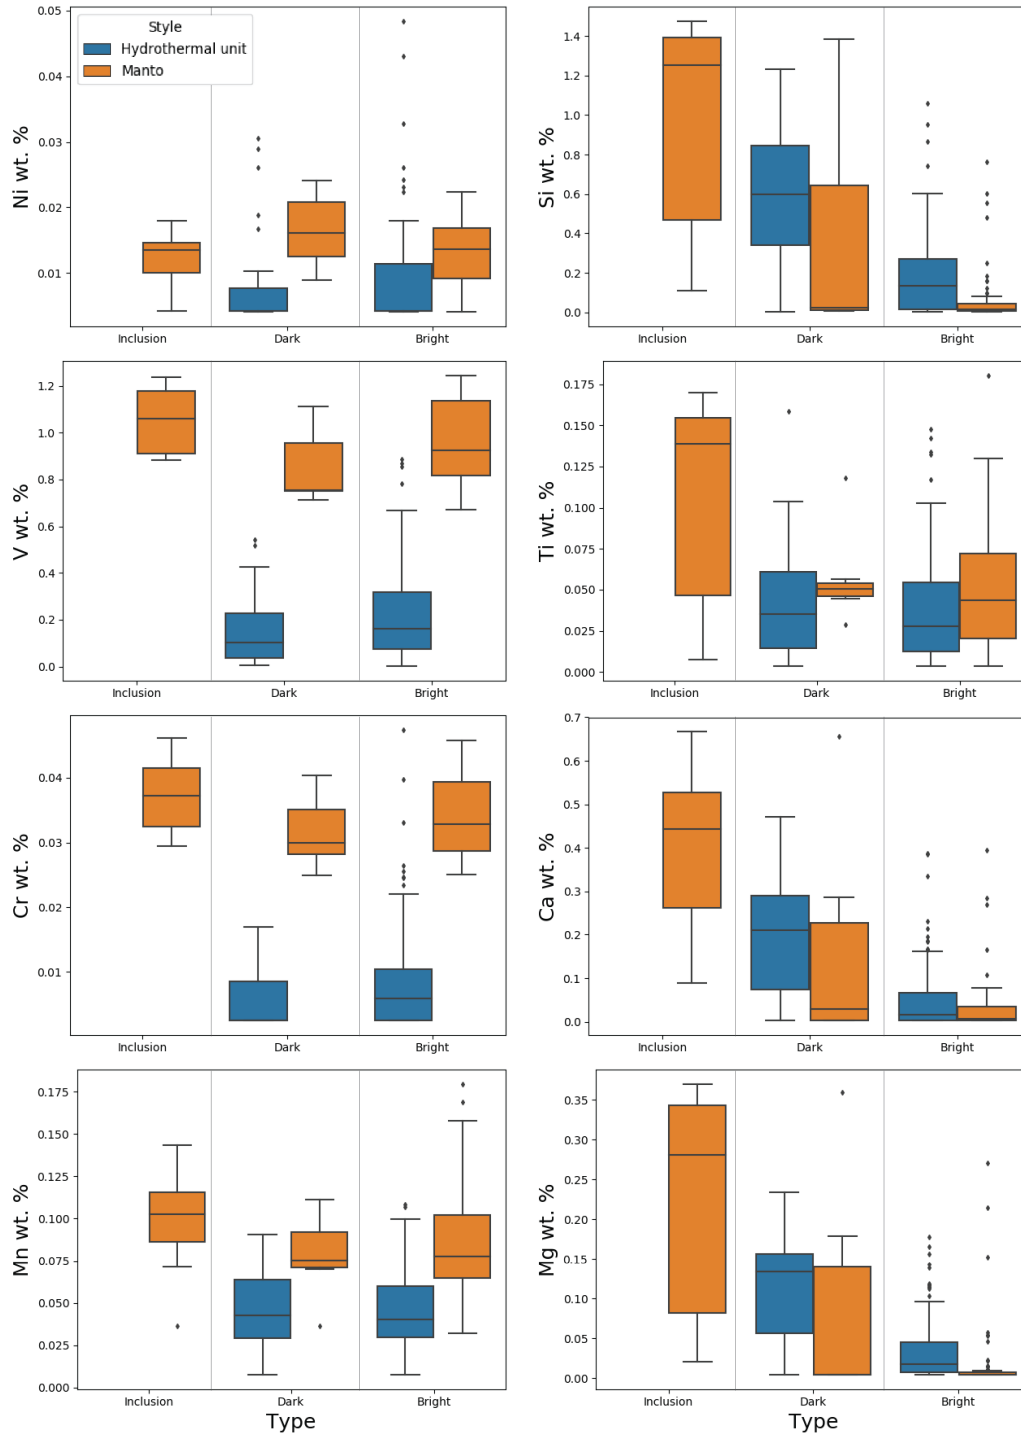 Ni wt. %
0.05
0.04
0.03
0.02
0.01
Style
Hydrothermal unit
Manto
Inclusion
Dark
Bright
Si wt. %
1.4
1.2
1.0
0.8
0.6
0.4
0.2
0.0
Inclusion
Dark
Bright
V wt. %
1.2
1.0
0.8
0.6
0.4
0.2
0.0
Inclusion
Dark
Bright
Ti wt. %
0.175
0.150
0.125
0.100
0.075
0.050
0.025
0.000
Inclusion
Dark
Bright
Cr wt. %
0.04
0.03
0.02
0.01
Inclusion
Dark
Bright
Ca wt. %
0.7
0.6
0.5
0.4
0.3
0.2
0.1
0.0
Inclusion
Dark
Bright
Mn wt. %
0.175
0.150
0.125
0.100
0.075
0.050
0.025
0.000
Inclusion
Dark
Bright
Type
Mg wt. %
0.35
0.30
0.25
0.20
0.15
0.10
0.05
0.00
Inclusion
Dark
Bright
Type